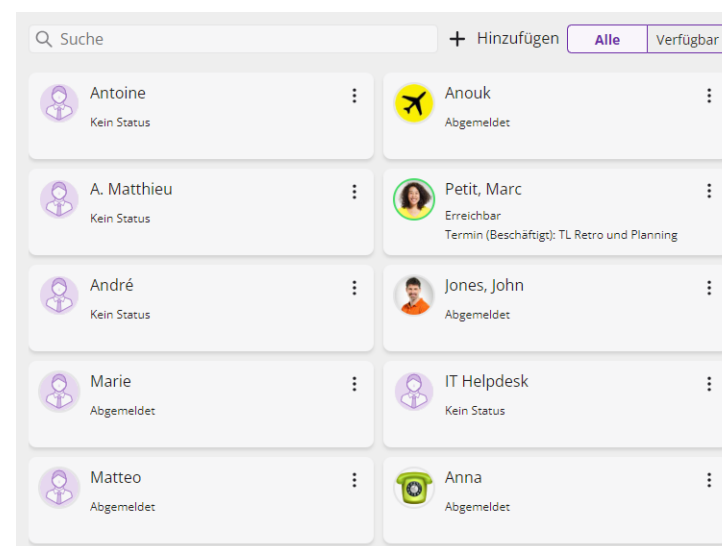 Suche
Hinzufügen
Alle
Verfügbar
Antoine
Kein Status
Anouk
Abgemeldet
A. Matthieu
Kein Status
Petit, Marc
Erreichbar
Termin (Beschäftigt): TL Retro und Planning
André
Kein Status
Jones, John
Abgemeldet
Marie
Abgemeldet
IT Helpdesk
Kein Status
Matteo
Abgemeldet
Anna
Abgemeldet